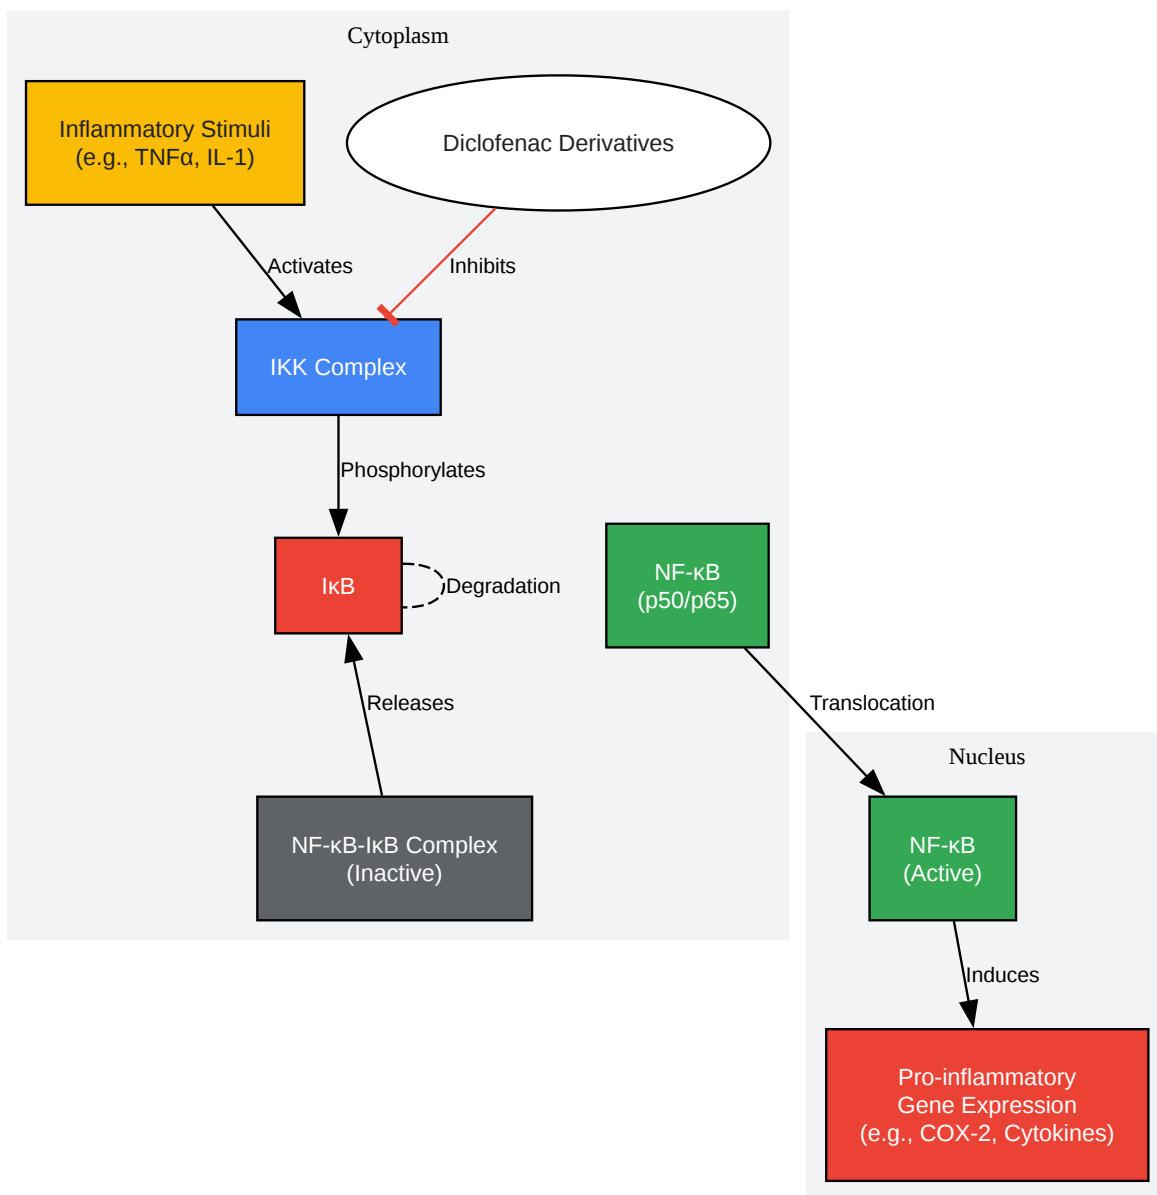 Cytoplasm
Inflammatory Stimuli
(e.g., TNFα, IL-1)
Diclofenac Derivatives
Activates
Inhibits
IKK Complex
Phosphorylates
IκB
Degradation
NF-κB
(p50/p65)
Releases
Translocation
Nucleus
NF-κB-IκB Complex
(Inactive)
NF-κB
(Active)
Induces
Pro-inflammatory
Gene Expression
(e.g., COX-2, Cytokines)